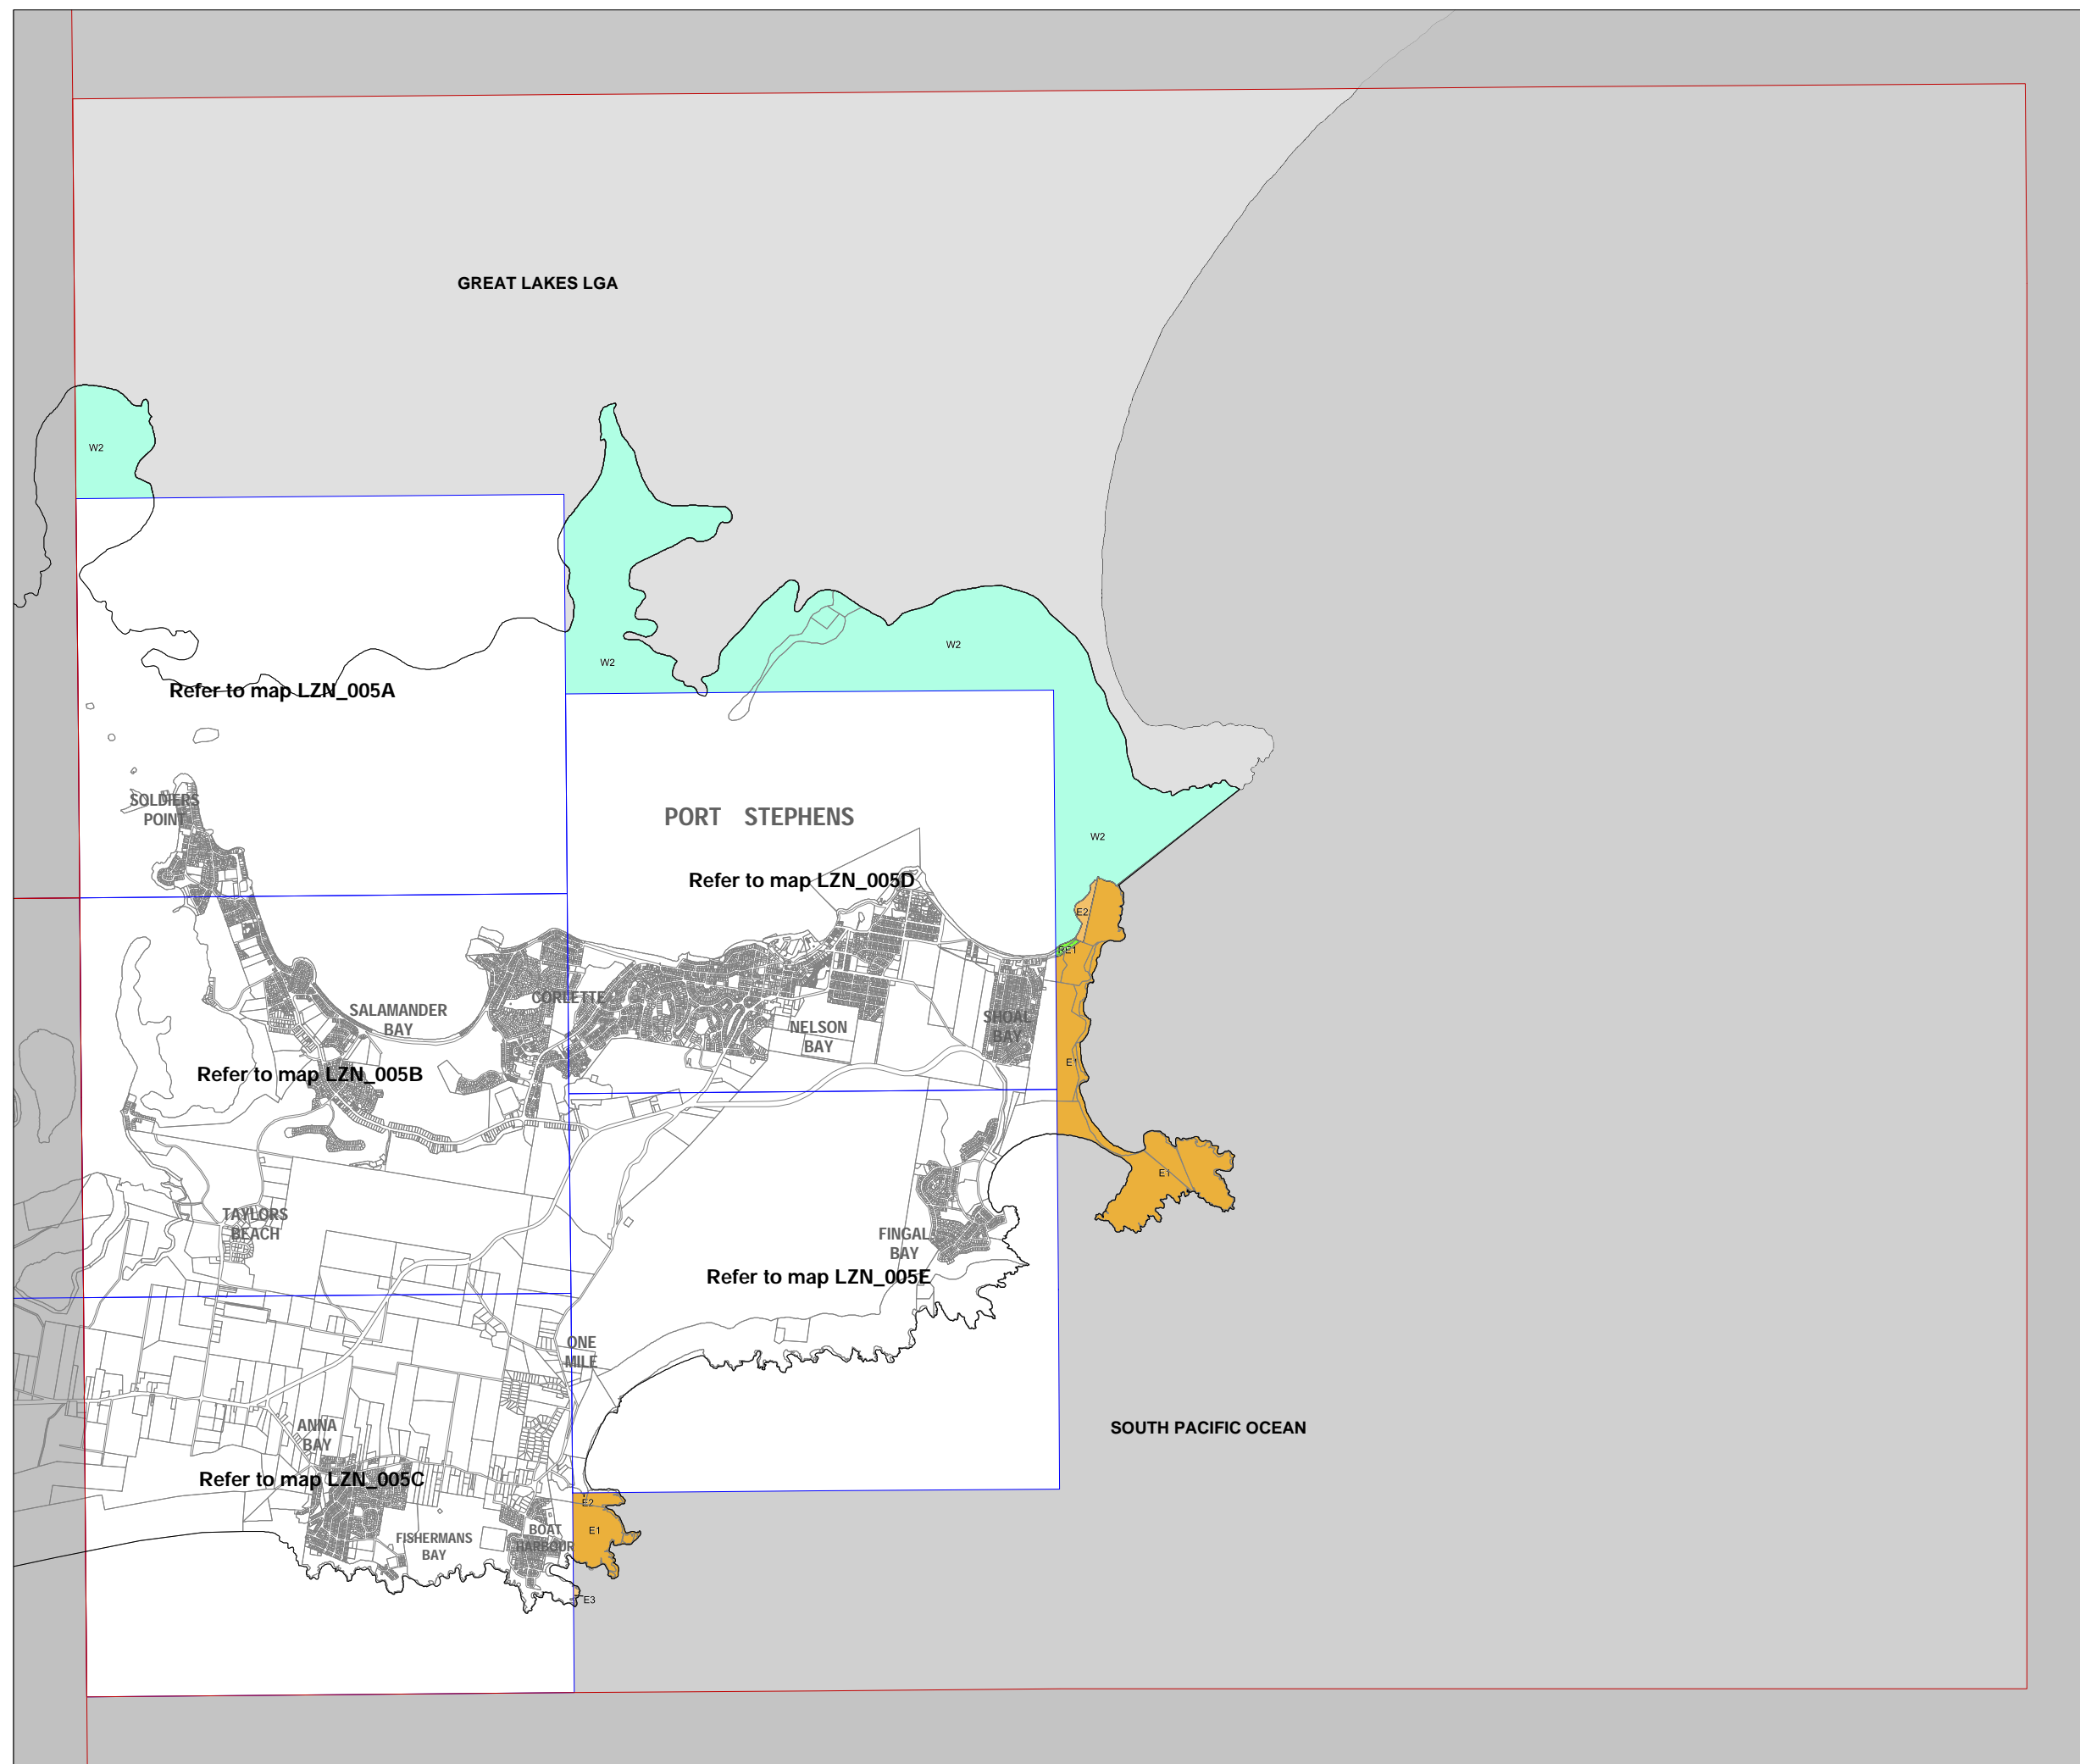 GREAT LAKES LGA
W2
W2
W2
Refer to map LZN_005A
SOLDIERS
POINT
PORT STEPHENS
W2
Refer to map LZN_005D
E2
RE1
CORLETTE
SALAMANDER
BAY
NELSON
BAY
SHOAL
BAY
E1
Refer to map LZN_005B
E1
TAYLORS
BEACH
FINGAL
BAY
Refer to map LZN_005E
ONE
MILE
SOUTH PACIFIC OCEAN
ANNA
BAY
Refer to map LZN_005C
E2
E1
FISHERMANS
BAY
BOAT
HARBOUR
E3